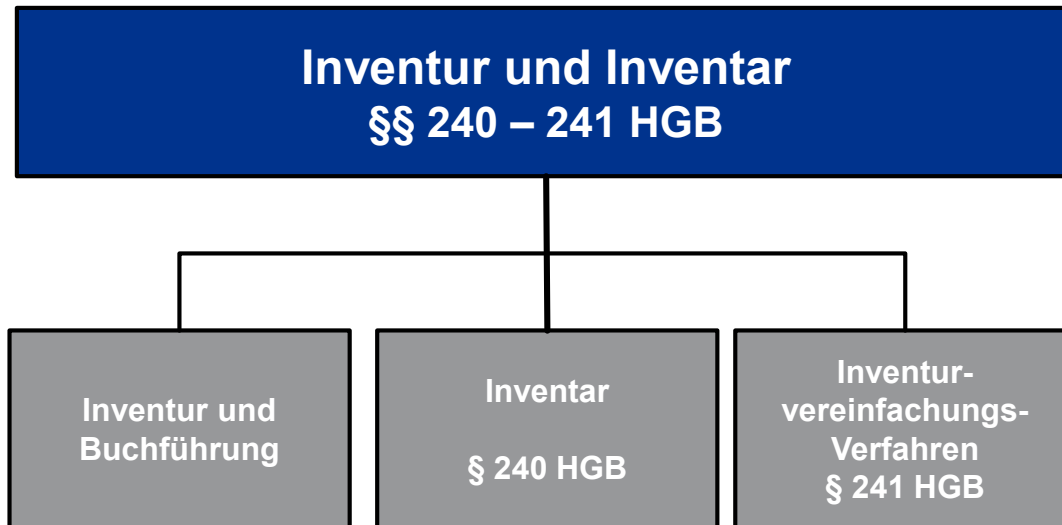 Inventur und Inventar
§§ 240 – 241 HGB
Inventur und
Buchführung
Inventar
§ 240 HGB
Inventur-
vereinfachungs-
Verfahren
§ 241 HGB